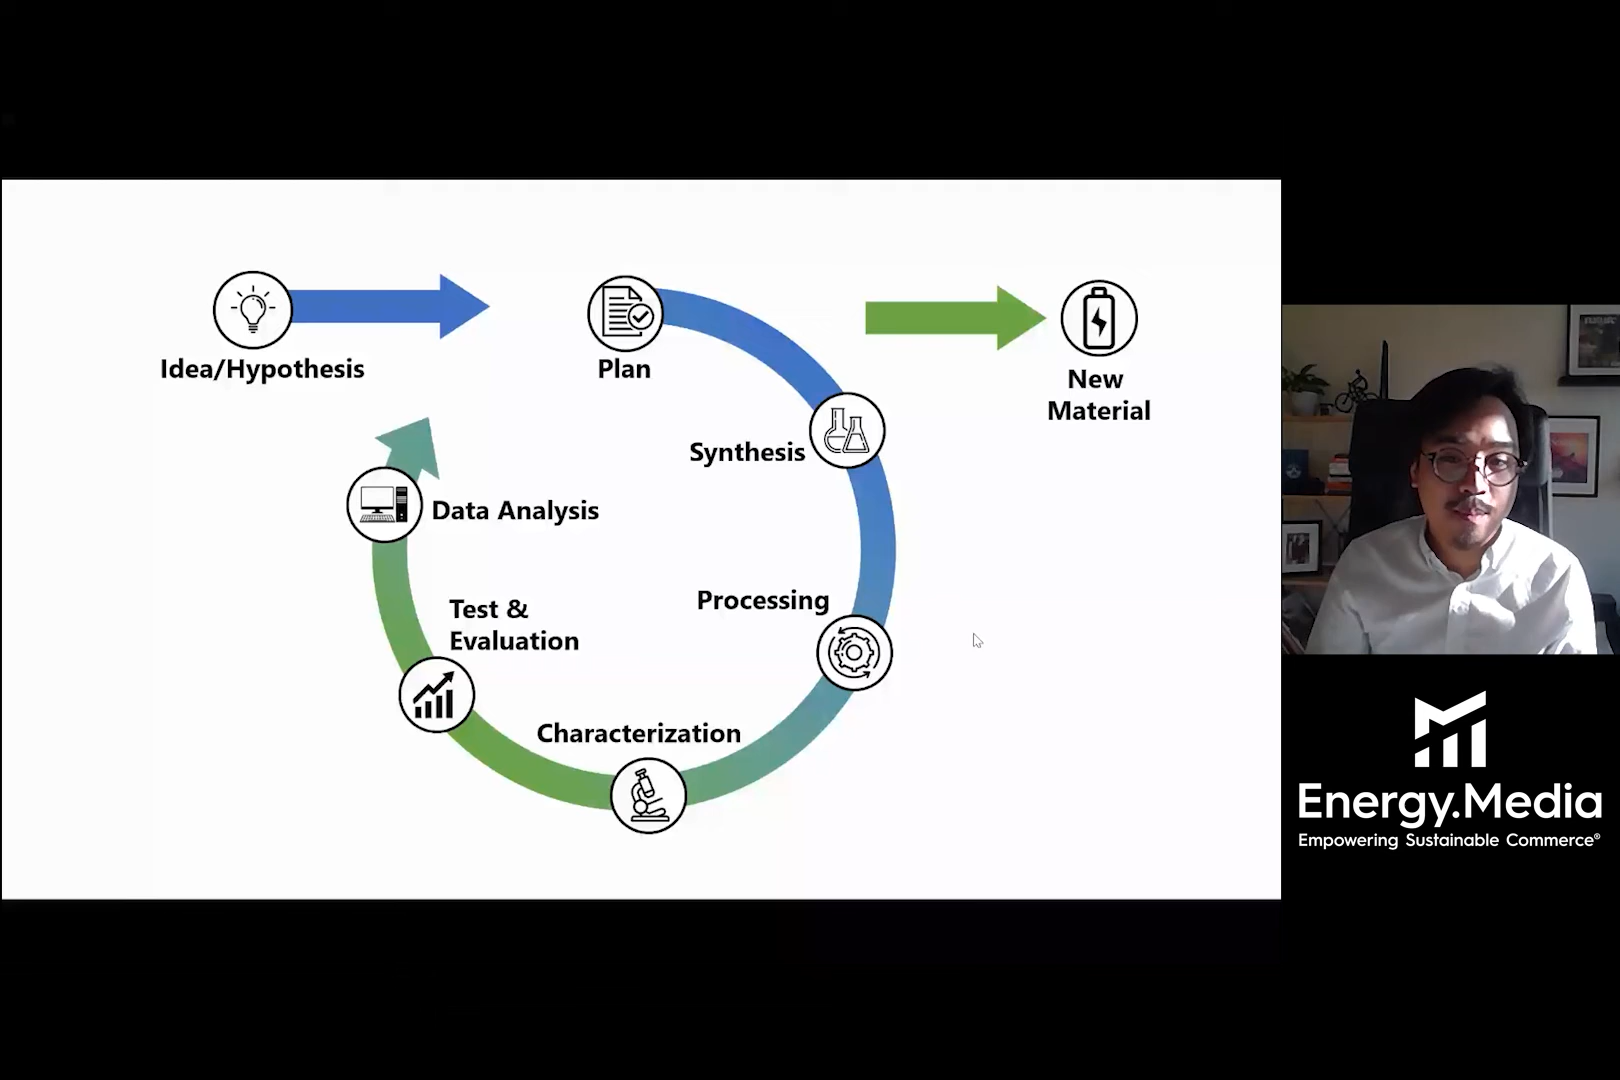 Idea/Hypothesis
Plan
New
Material
Synthesis
Data Analysis
Processing
Test &
Evaluation
Characterization
Energy.Media
Empowering Sustainable Commerce®